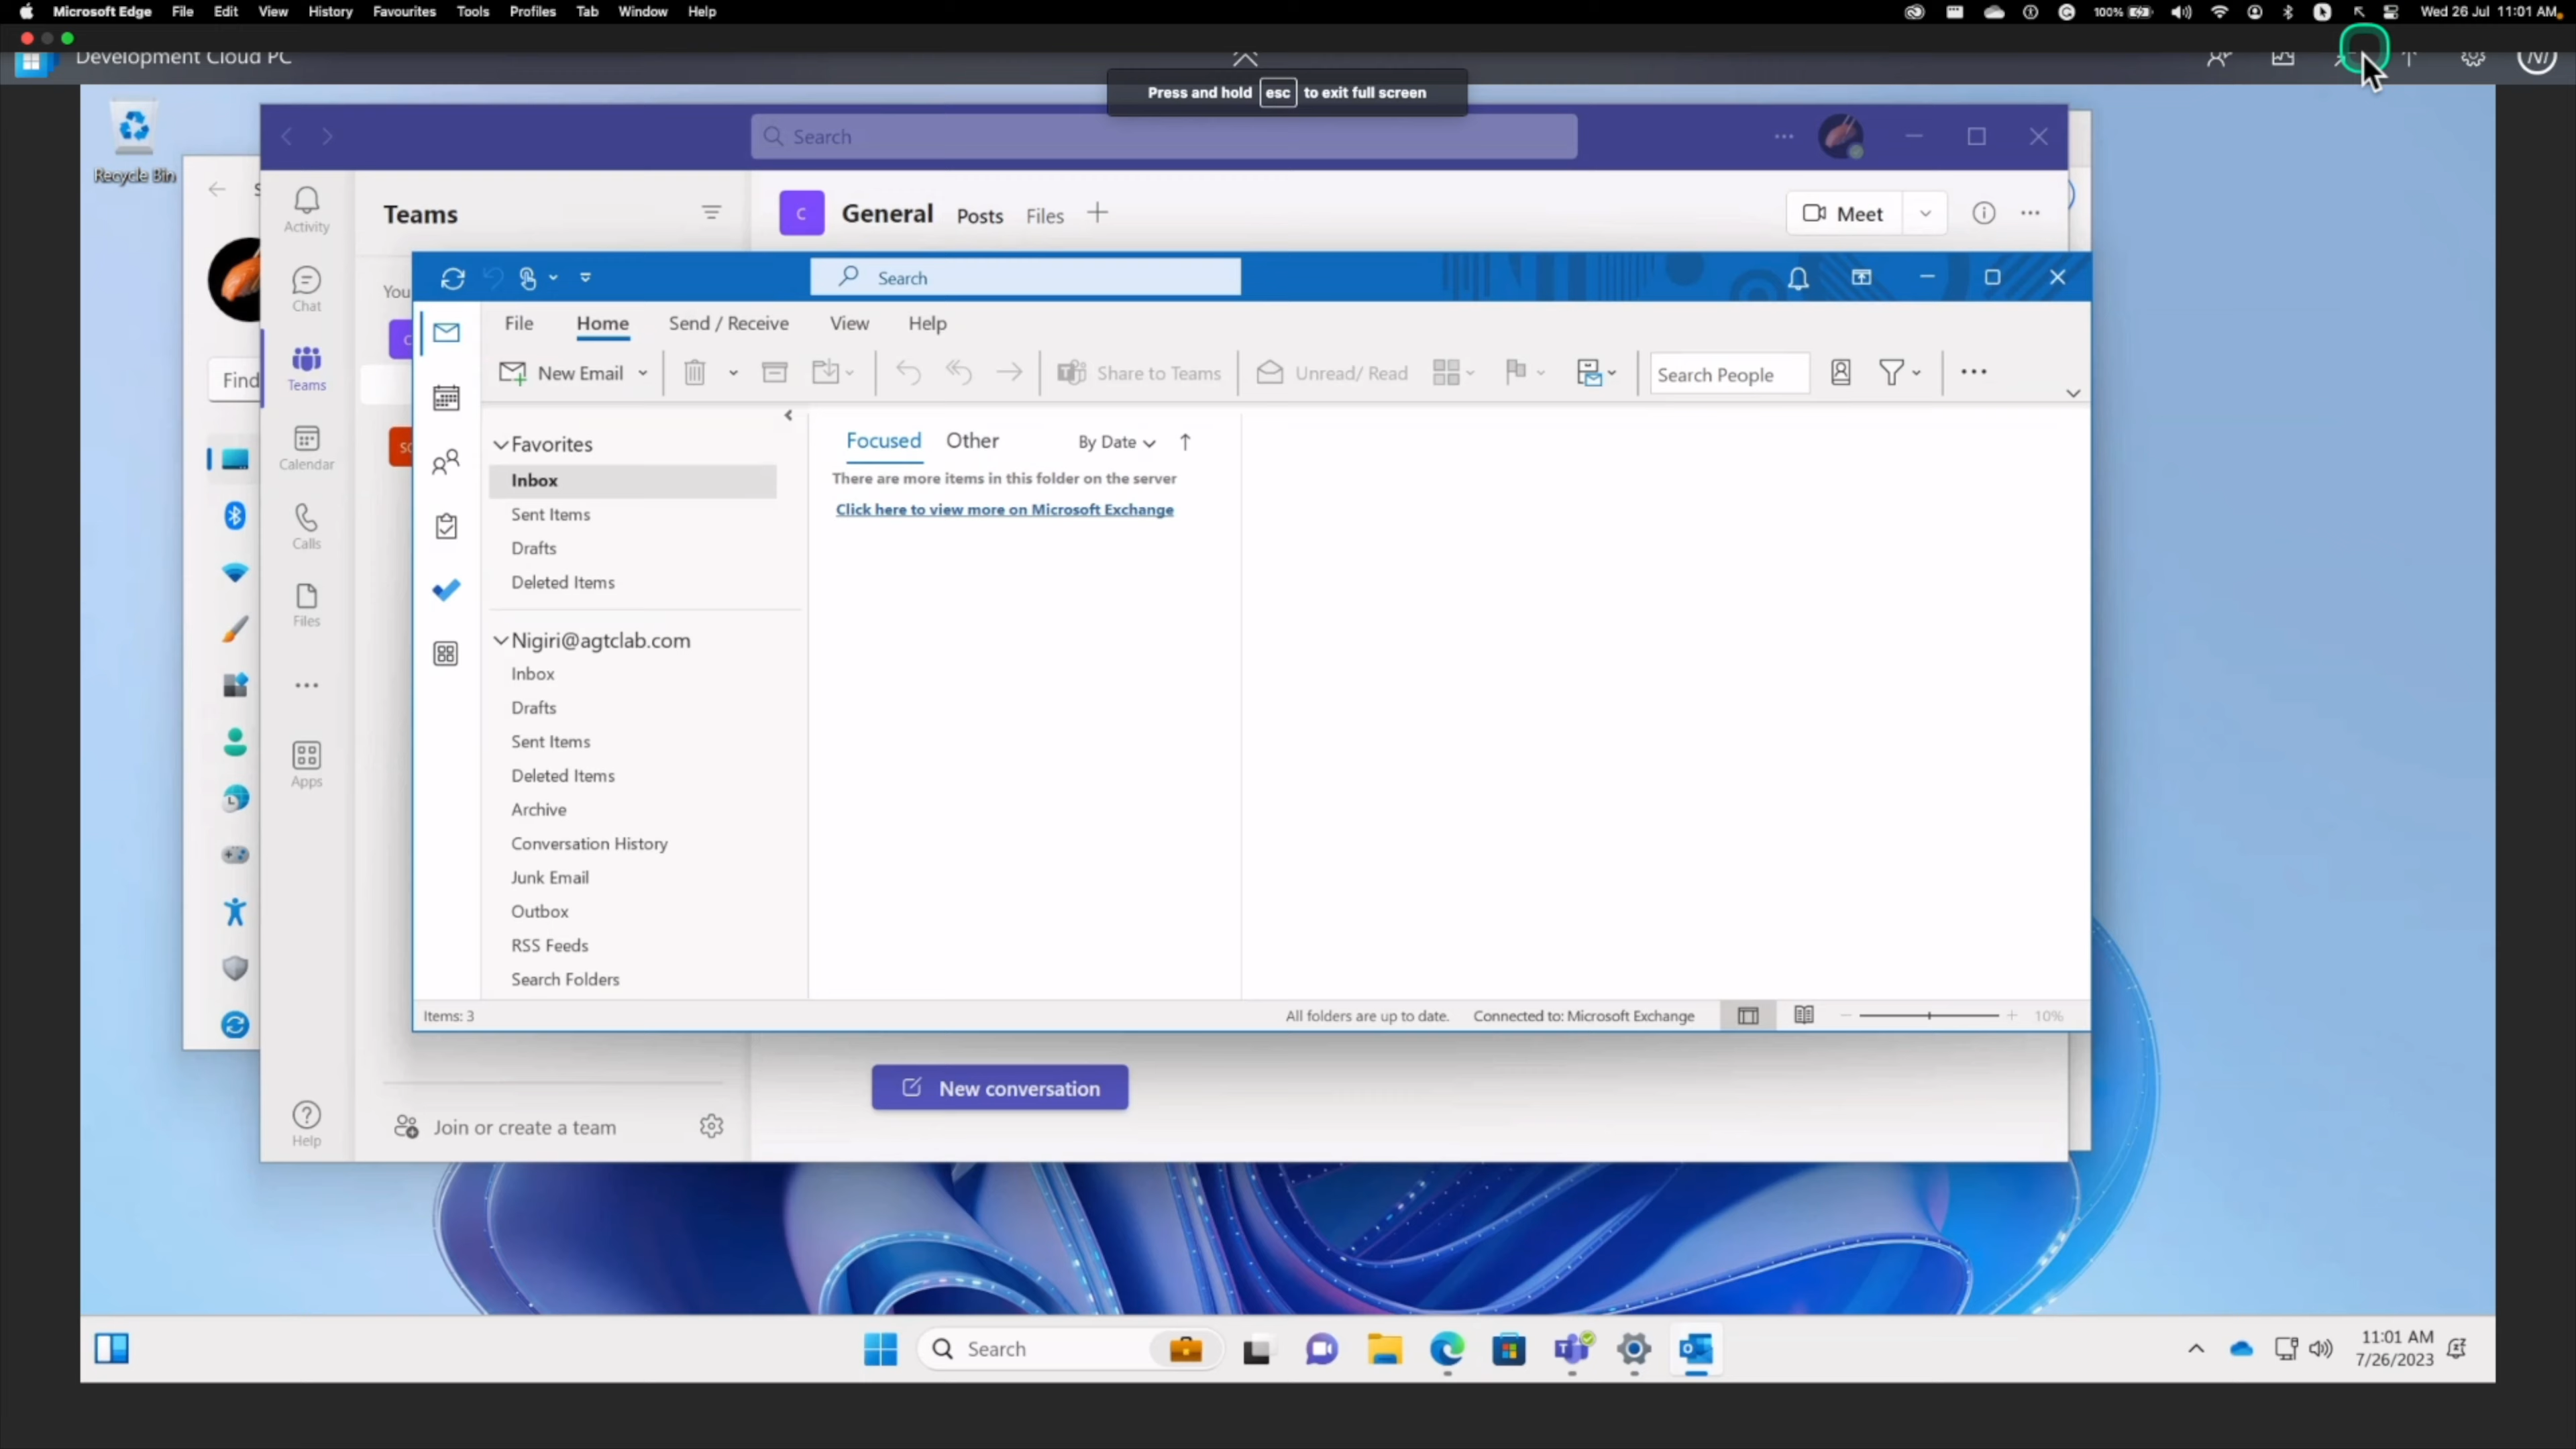 Microsoft Edge File Edit View History Favourites Tools Profiles Tab Window Help
100% Wed 26 Jul 11:01 AM
Development Cloud PC
Press and hold esc to exit full screen
Recycle Bin
Search
Activity
Chat
Teams
Calendar
Calls
Files
Apps
Help
Find
Teams
You
General Posts Files
Meet
Search
File Home Send / Receive View Help
New Email Share to Teams Unread/ Read Search People
Favorites
Inbox
Sent Items
Drafts
Deleted Items
Nigiri@agtclab.com
Inbox
Drafts
Sent Items
Deleted Items
Archive
Conversation History
Junk Email
Outbox
RSS Feeds
Search Folders
Focused Other By Date
There are more items in this folder on the server
Click here to view more on Microsoft Exchange
Items: 3 All folders are up to date. Connected to: Microsoft Exchange 10%
New conversation
Join or create a team
Search
11:01 AM
7/26/2023